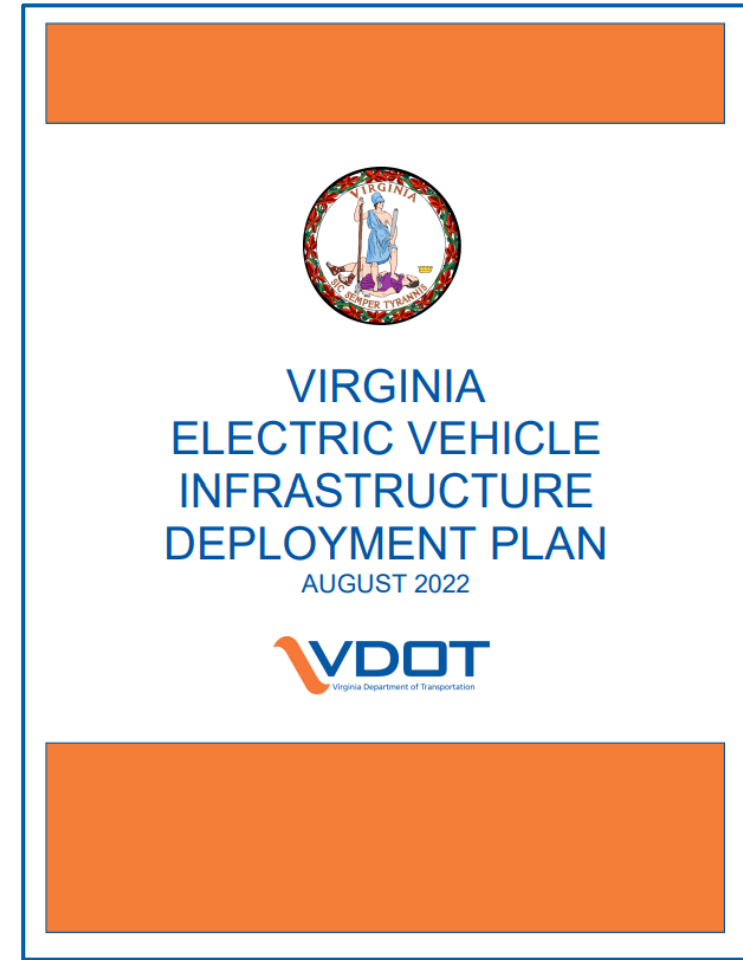 VIRGINIA
SIC SEMPER TYRANNIS
VIRGINIA
ELECTRIC VEHICLE
INFRASTRUCTURE
DEPLOYMENT PLAN
AUGUST 2022
VDOT
Virginia Department of Transportation